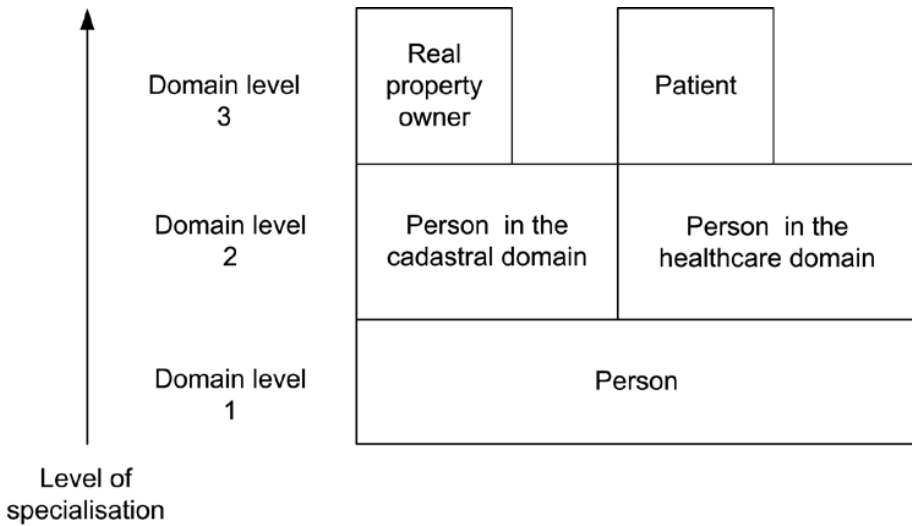 Domain level
3
Real
property
owner
Patient
Domain level
2
Person in the
cadastral domain
Person in the
healthcare domain
Domain level
1
Person
Level of
specialisation